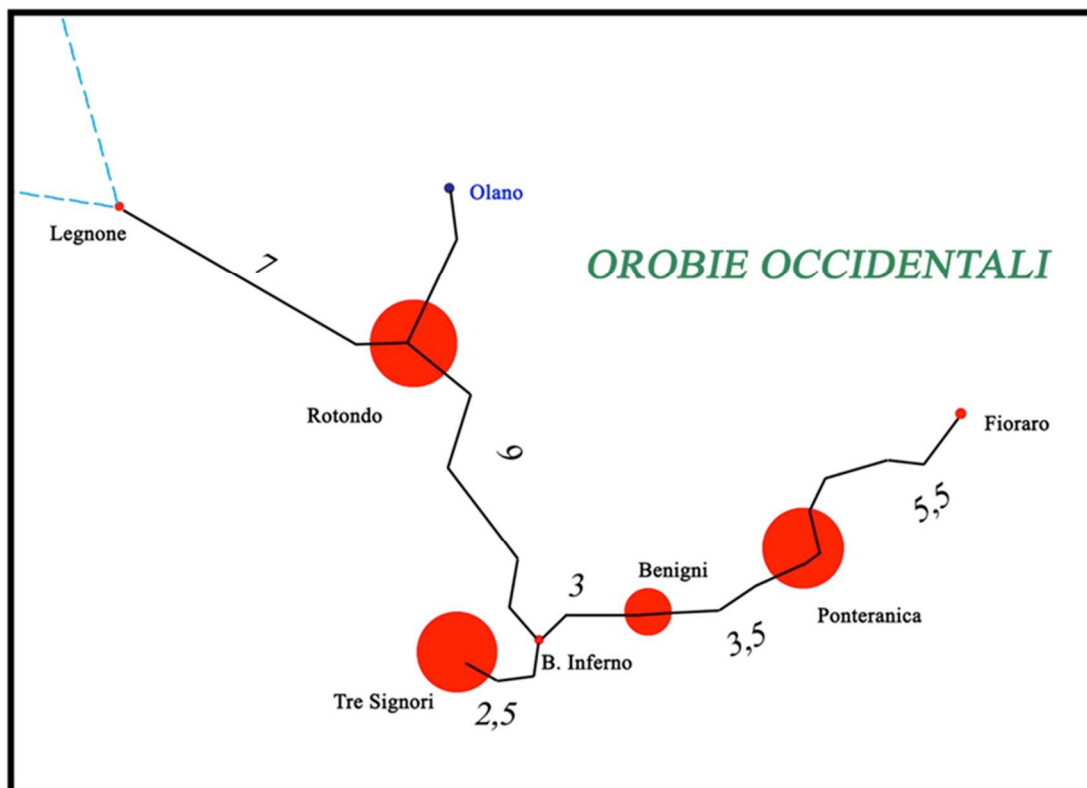 Olano
Legnone
7
OROBIE OCCIDENTALI
Rotondo
Fioraro
9
5,5
Benigni
3
Ponteranica
3,5
B. Inferno
Tre Signori
2,5